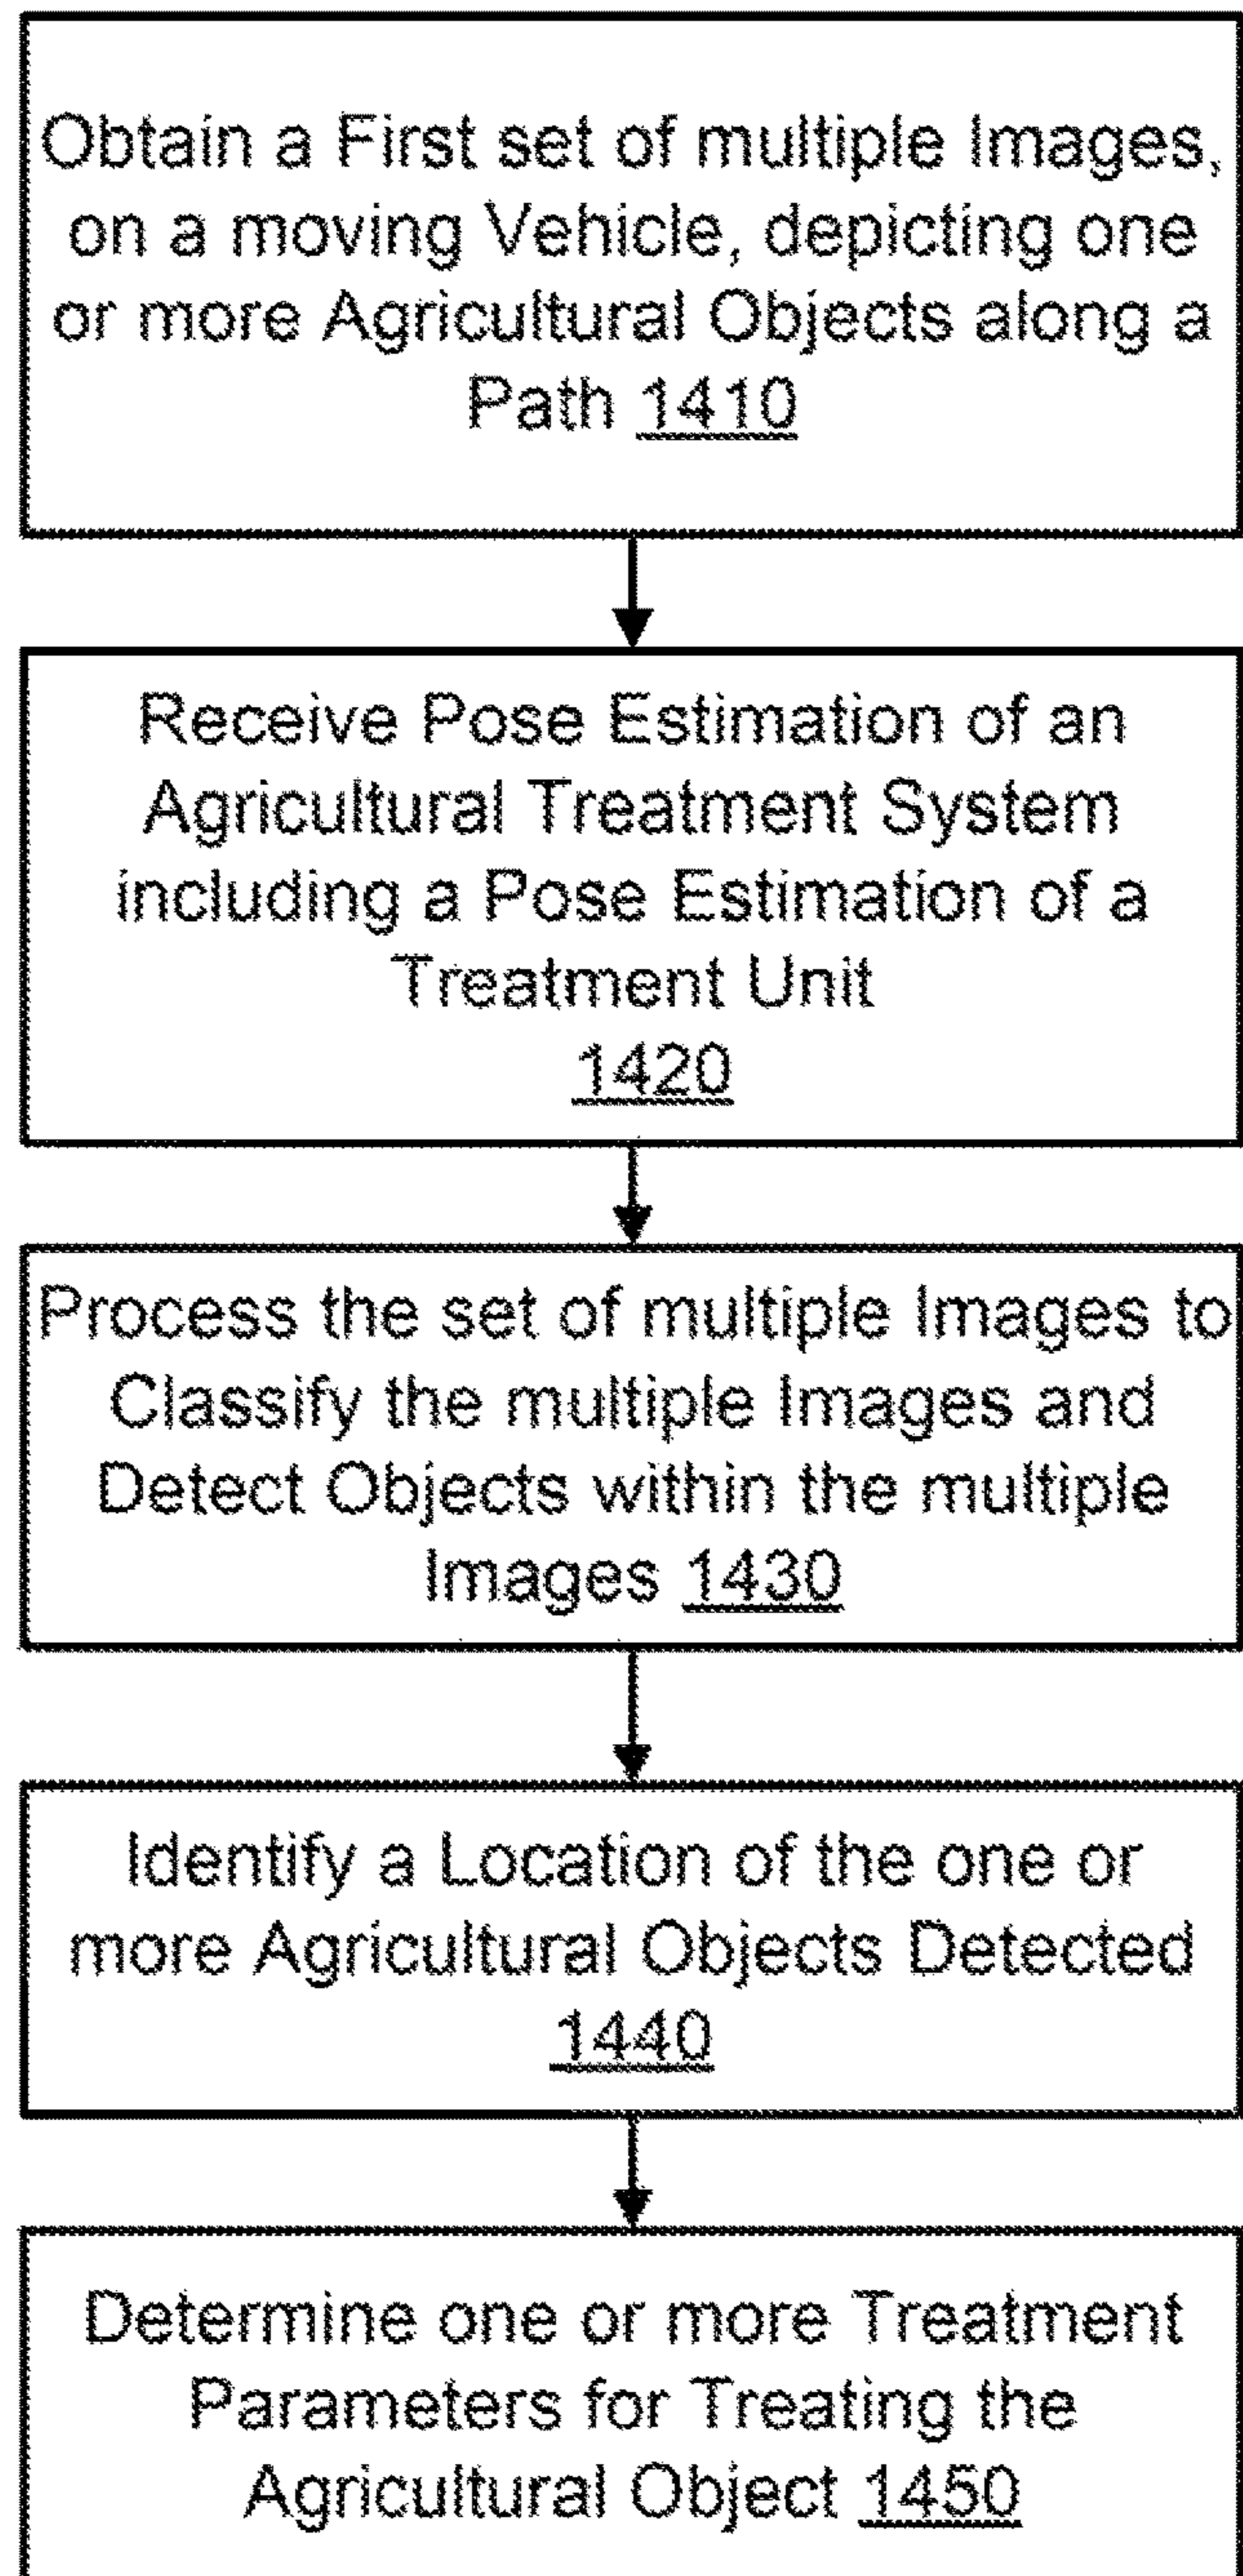 Obtain a First set of multiple Images,
on a moving Vehicle, depicting one
or more Agricultural Objects along a
Path 1410
Receive Pose Estimation of an
Agricultural Treatment System
including a Pose Estimation of a
Treatment Unit
1420
Process the set of multiple Images to
Classify the multiple Images and
Detect Objects within the multiple
Images 1430
Identify a Location of the one or
more Agricultural Objects Detected
1440
Determine one or more Treatment
Parameters for Treating the
Agricultural Object 1450